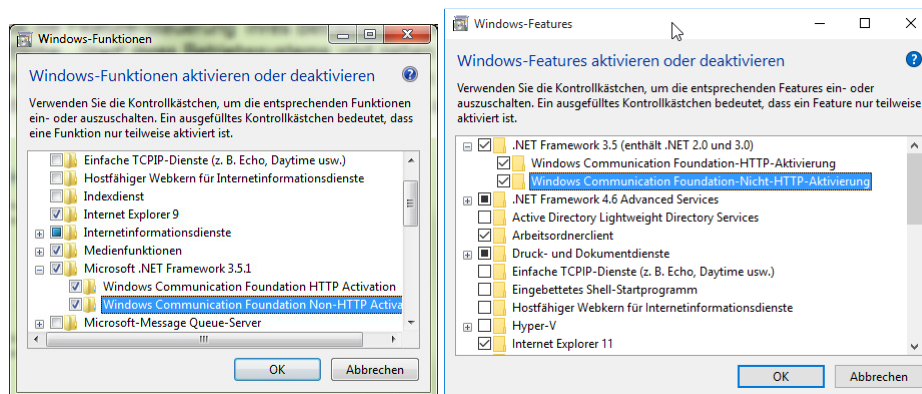 Windows-Funktionen
Windows-Funktionen aktivieren oder deaktivieren
Verwenden Sie die Kontrollkästchen, um die entsprechenden Funktionen
ein- oder auszuschalten. Ein ausgefülltes Kontrollkästchen bedeutet, dass
eine Funktion nur teilweise aktiviert ist.
Einfache TCPIP-Dienste (z. B. Echo, Daytime usw.)
Hostfähiger Webkern für Internetinformationsdienste
Indexdienst
Internet Explorer 9
Internetinformationsdienste
Medienfunktionen
Microsoft .NET Framework 3.5.1
Windows Communication Foundation HTTP Activation
Windows Communication Foundation Non-HTTP Activa
Microsoft-Message Queue-Server
OK
Abbrechen
Windows-Features
Windows-Features aktivieren oder deaktivieren
Verwenden Sie die Kontrollkästchen, um die entsprechenden Features ein- oder
auszuschalten. Ein ausgefülltes Kontrollkästchen bedeutet, dass ein Feature nur teilweise
aktiviert ist.
.NET Framework 3.5 (enthält .NET 2.0 und 3.0)
Windows Communication Foundation-HTTP-Aktivierung
Windows Communication Foundation-Nicht-HTTP-Aktivierung
.NET Framework 4.6 Advanced Services
Active Directory Lightweight Directory Services
Arbeitsordnerclient
Druck- und Dokumentdienste
Einfache TCPIP-Dienste (z. B. Echo, Daytime usw.)
Eingebettetes Shell-Startprogramm
Hostfähiger Webkern für Internetinformationsdienste
Hyper-V
Internet Explorer 11
OK
Abbrechen